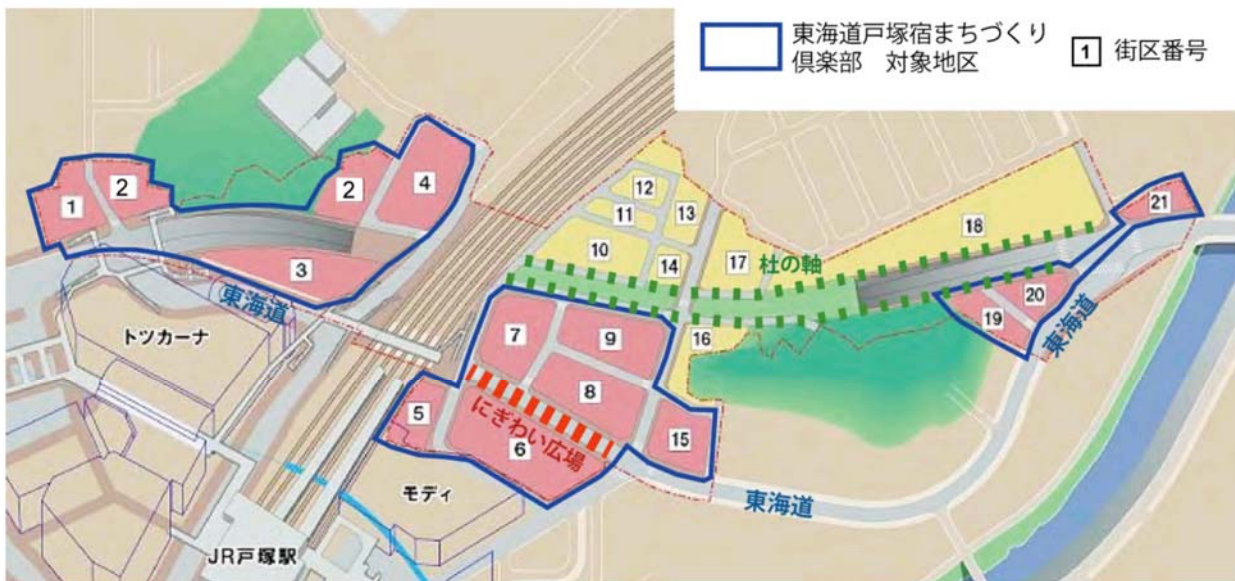 東海道戸塚宿まちづくり
倶楽部　対象地区
1 街区番号
1
2
2
4
3
東海道
トツカーナ
12
11
13
10
14
17
杜の軸
18
21
20
19
東海道
16
7
9
8
5
6
にぎわい広場
15
モディ
東海道
JR戸塚駅